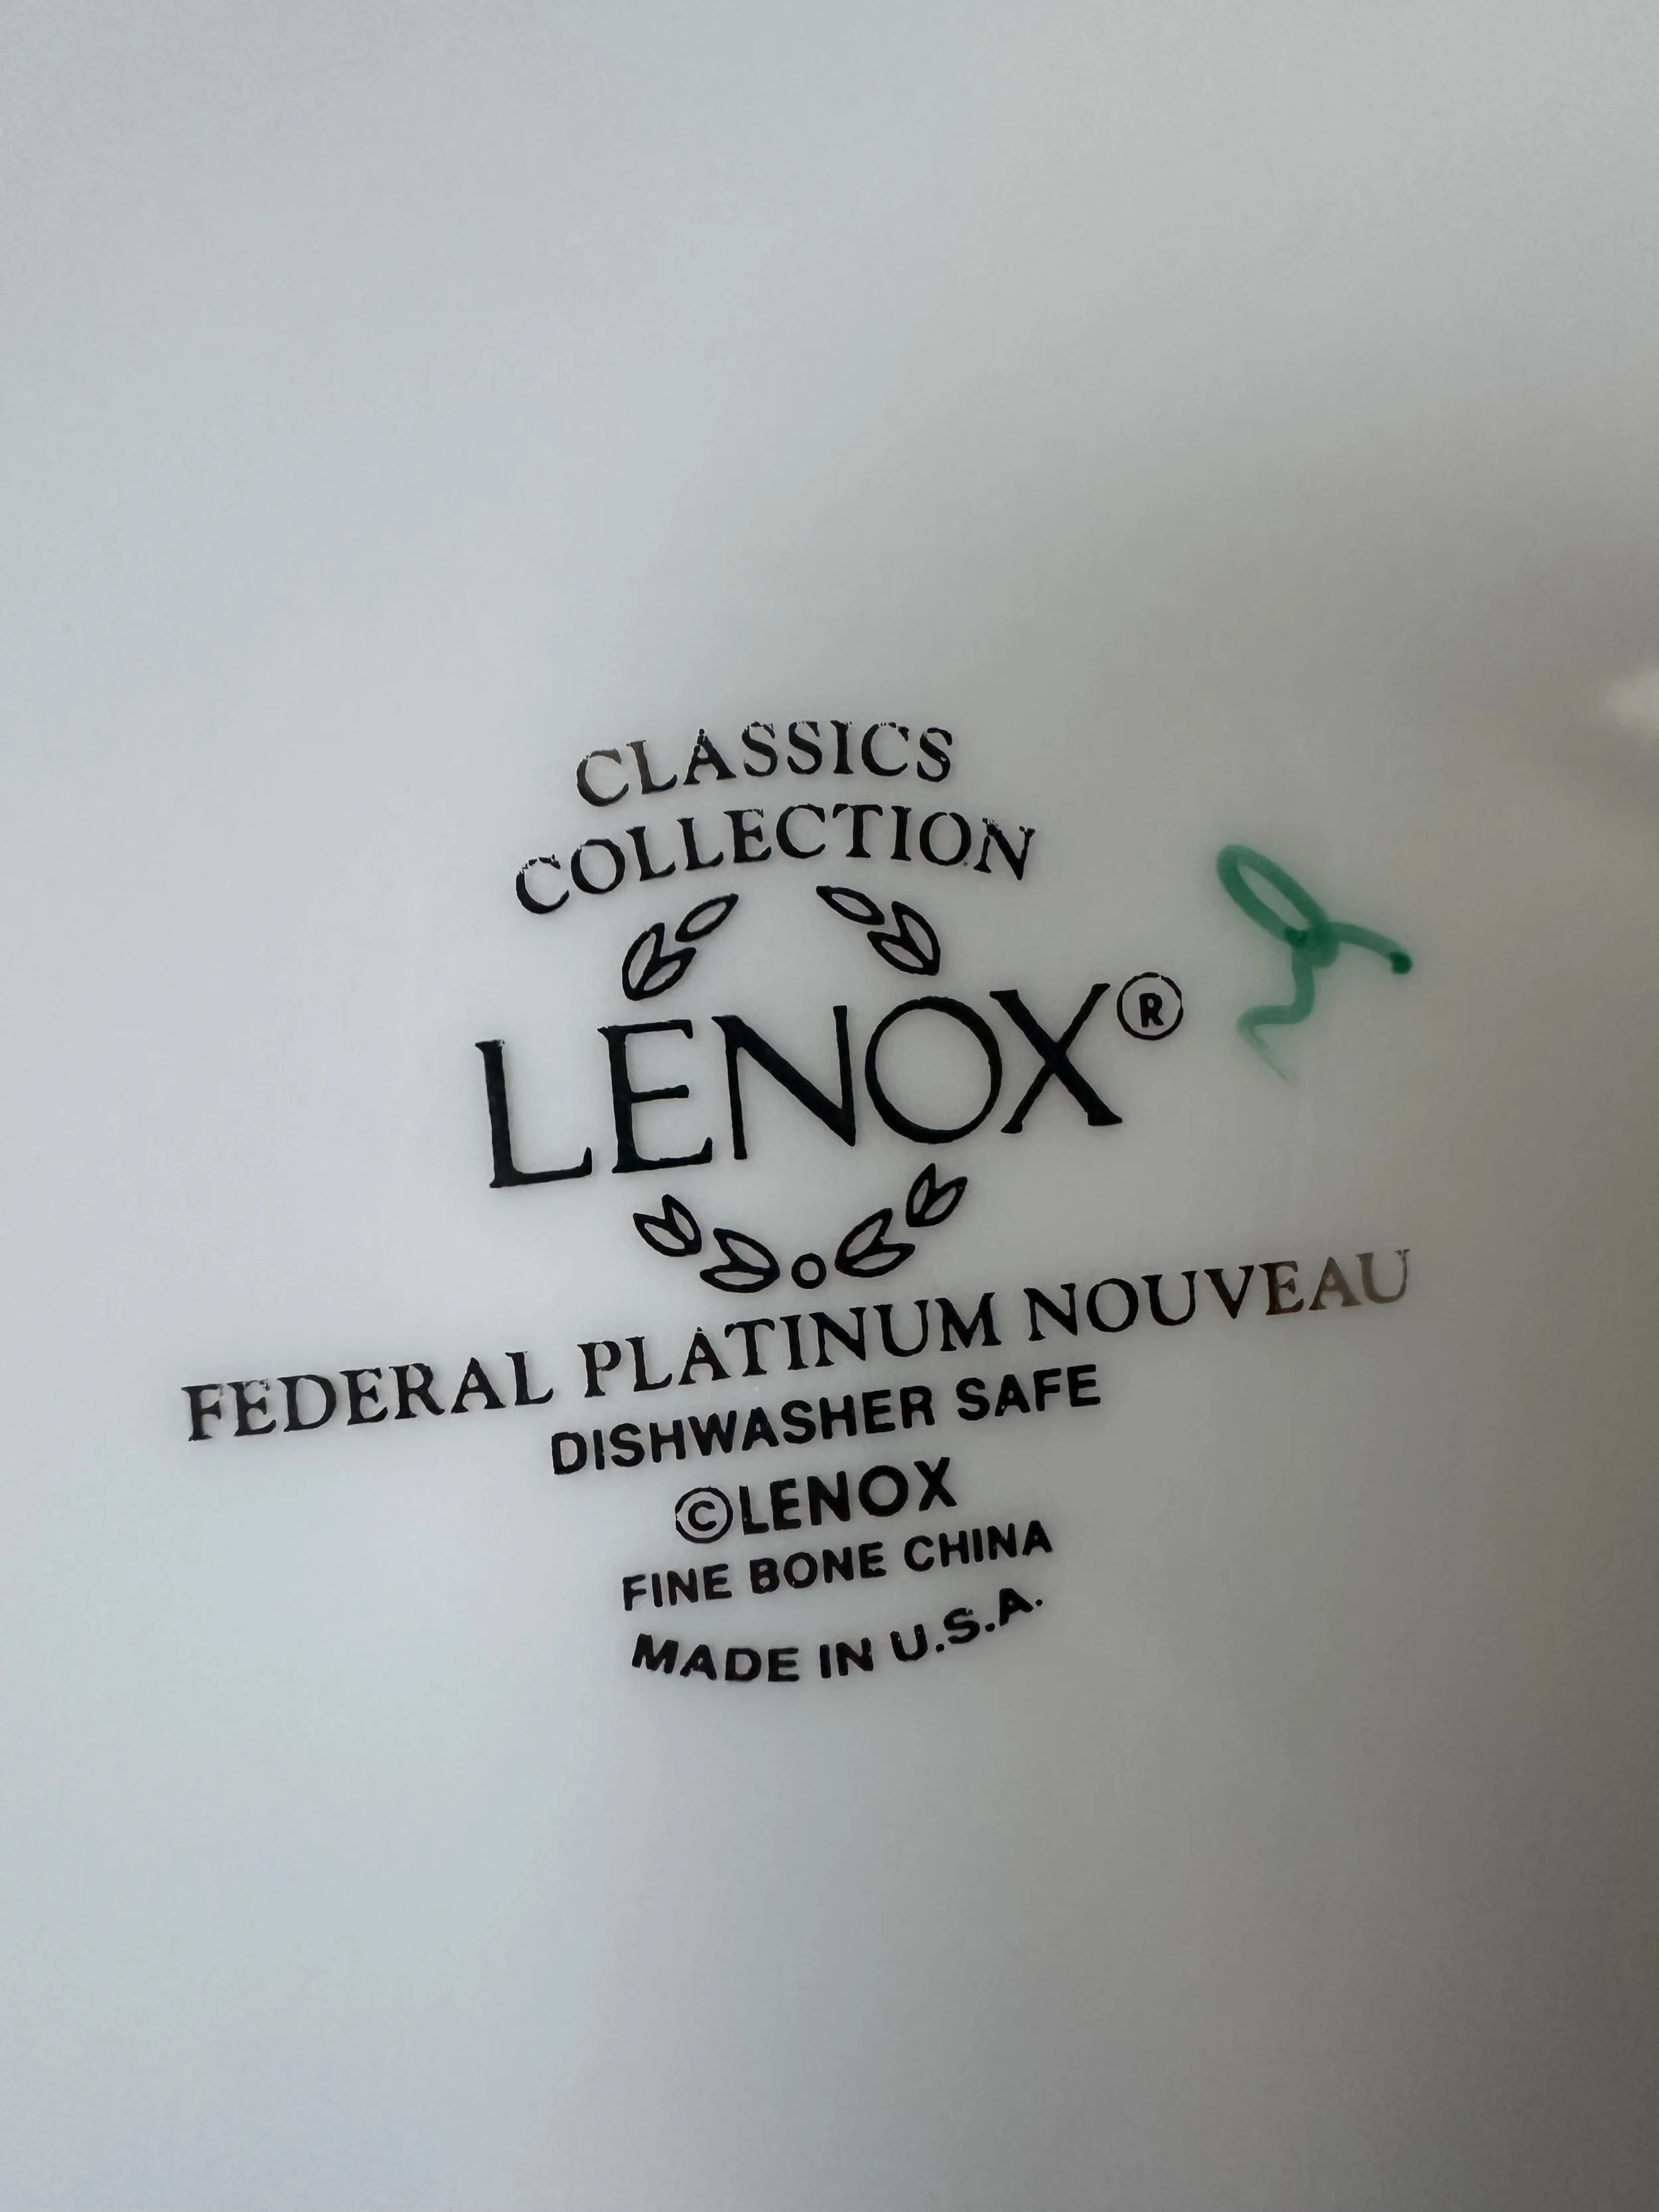 CLASSICS
COLLECTION
LENOX®
FEDERAL PLATINUM NOUVEAU
DISHWASHER SAFE
©LENOX
FINE BONE CHINA
MADE IN U.S.A.